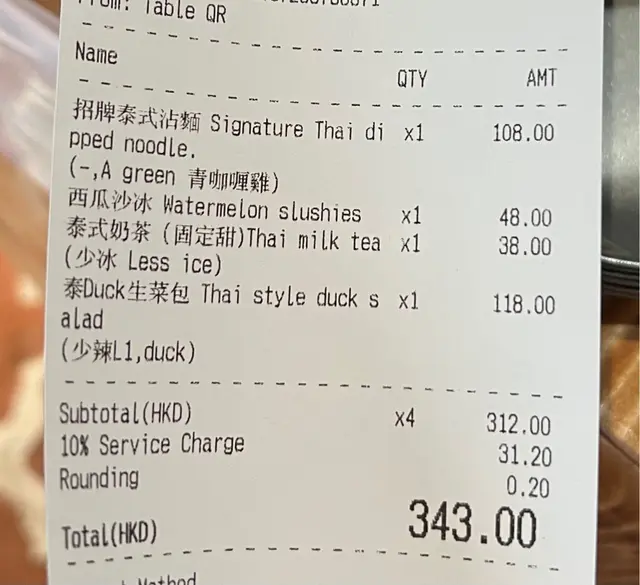 From: Table QR
Name QTY AMT
招牌泰式沾麵 Signature Thai di x1 108.00
pped noodle.
(-,A green 青咖喱雞)
西瓜沙冰 Watermelon slushies x1 48.00
泰式奶茶 (固定甜)Thai milk tea x1 38.00
(少冰 Less ice)
泰Duck生菜包 Thai style duck s x1 118.00
alad
(少辣L1,duck)
Subtotal(HKD) x4 312.00
10% Service Charge 31.20
Rounding 0.20
Total(HKD) 343.00
Method